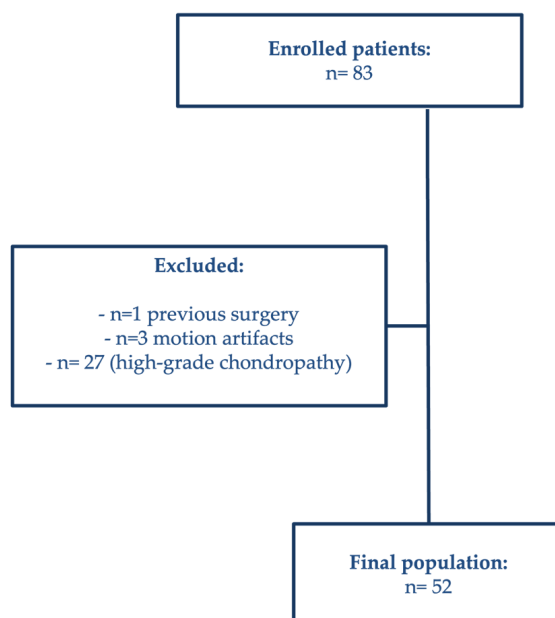 Enrolled patients:
n= 83
Excluded:
- n=1 previous surgery
- n=3 motion artifacts
- n= 27 (high-grade chondropathy)
Final population:
n= 52